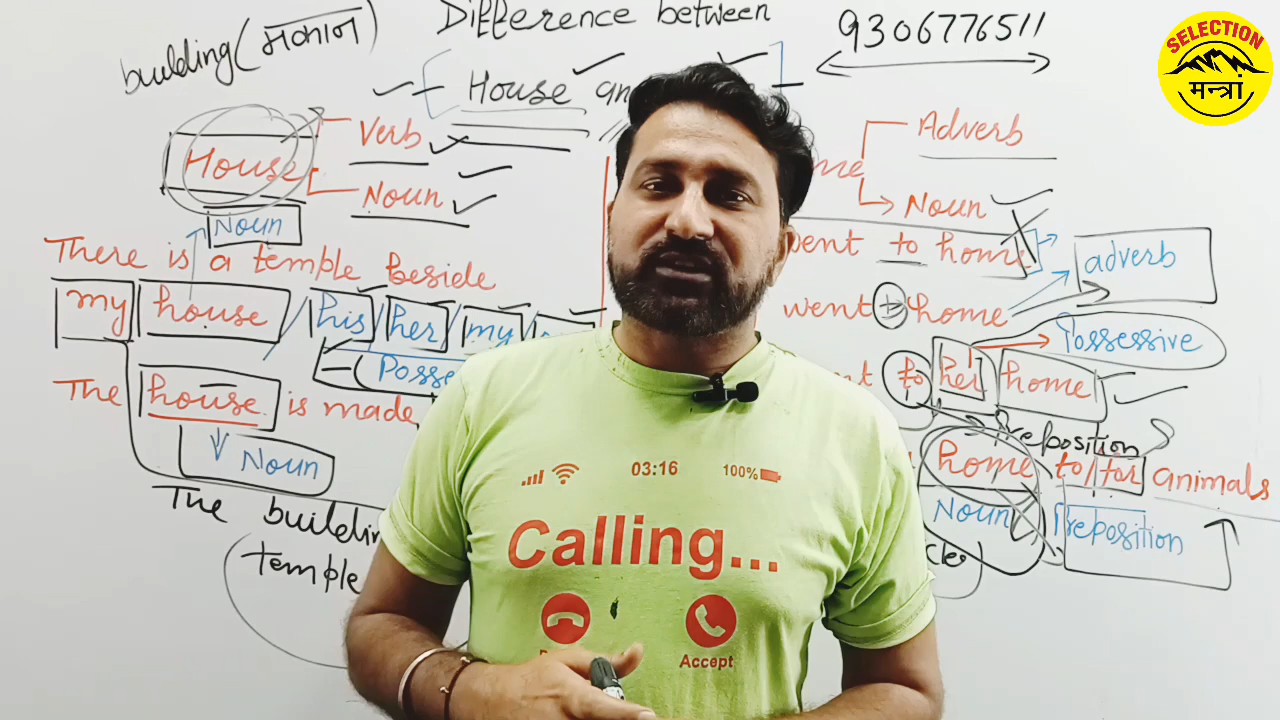 building (मकान)
Difference between
9306776511
SELECTION
मन्त्रां
House
Verb
House
Noun
Noun
Adverb
Noun
There is a temple beside
my house / his / her / my /
The house is made
Noun
The building
temple
went to home
adverb
went to home
Possessive
to her home
Preposition
home to/for animals
Noun
Preposition
03:16
100%
Calling...
Accept